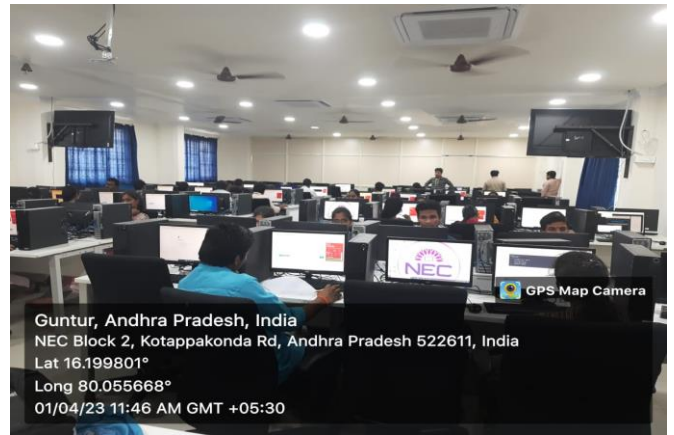 NEC
GPS Map Camera
Guntur, Andhra Pradesh, India
NEC Block 2, Kotappakonda Rd, Andhra Pradesh 522611, India
Lat 16.199801°
Long 80.055668°
01/04/23 11:46 AM GMT +05:30